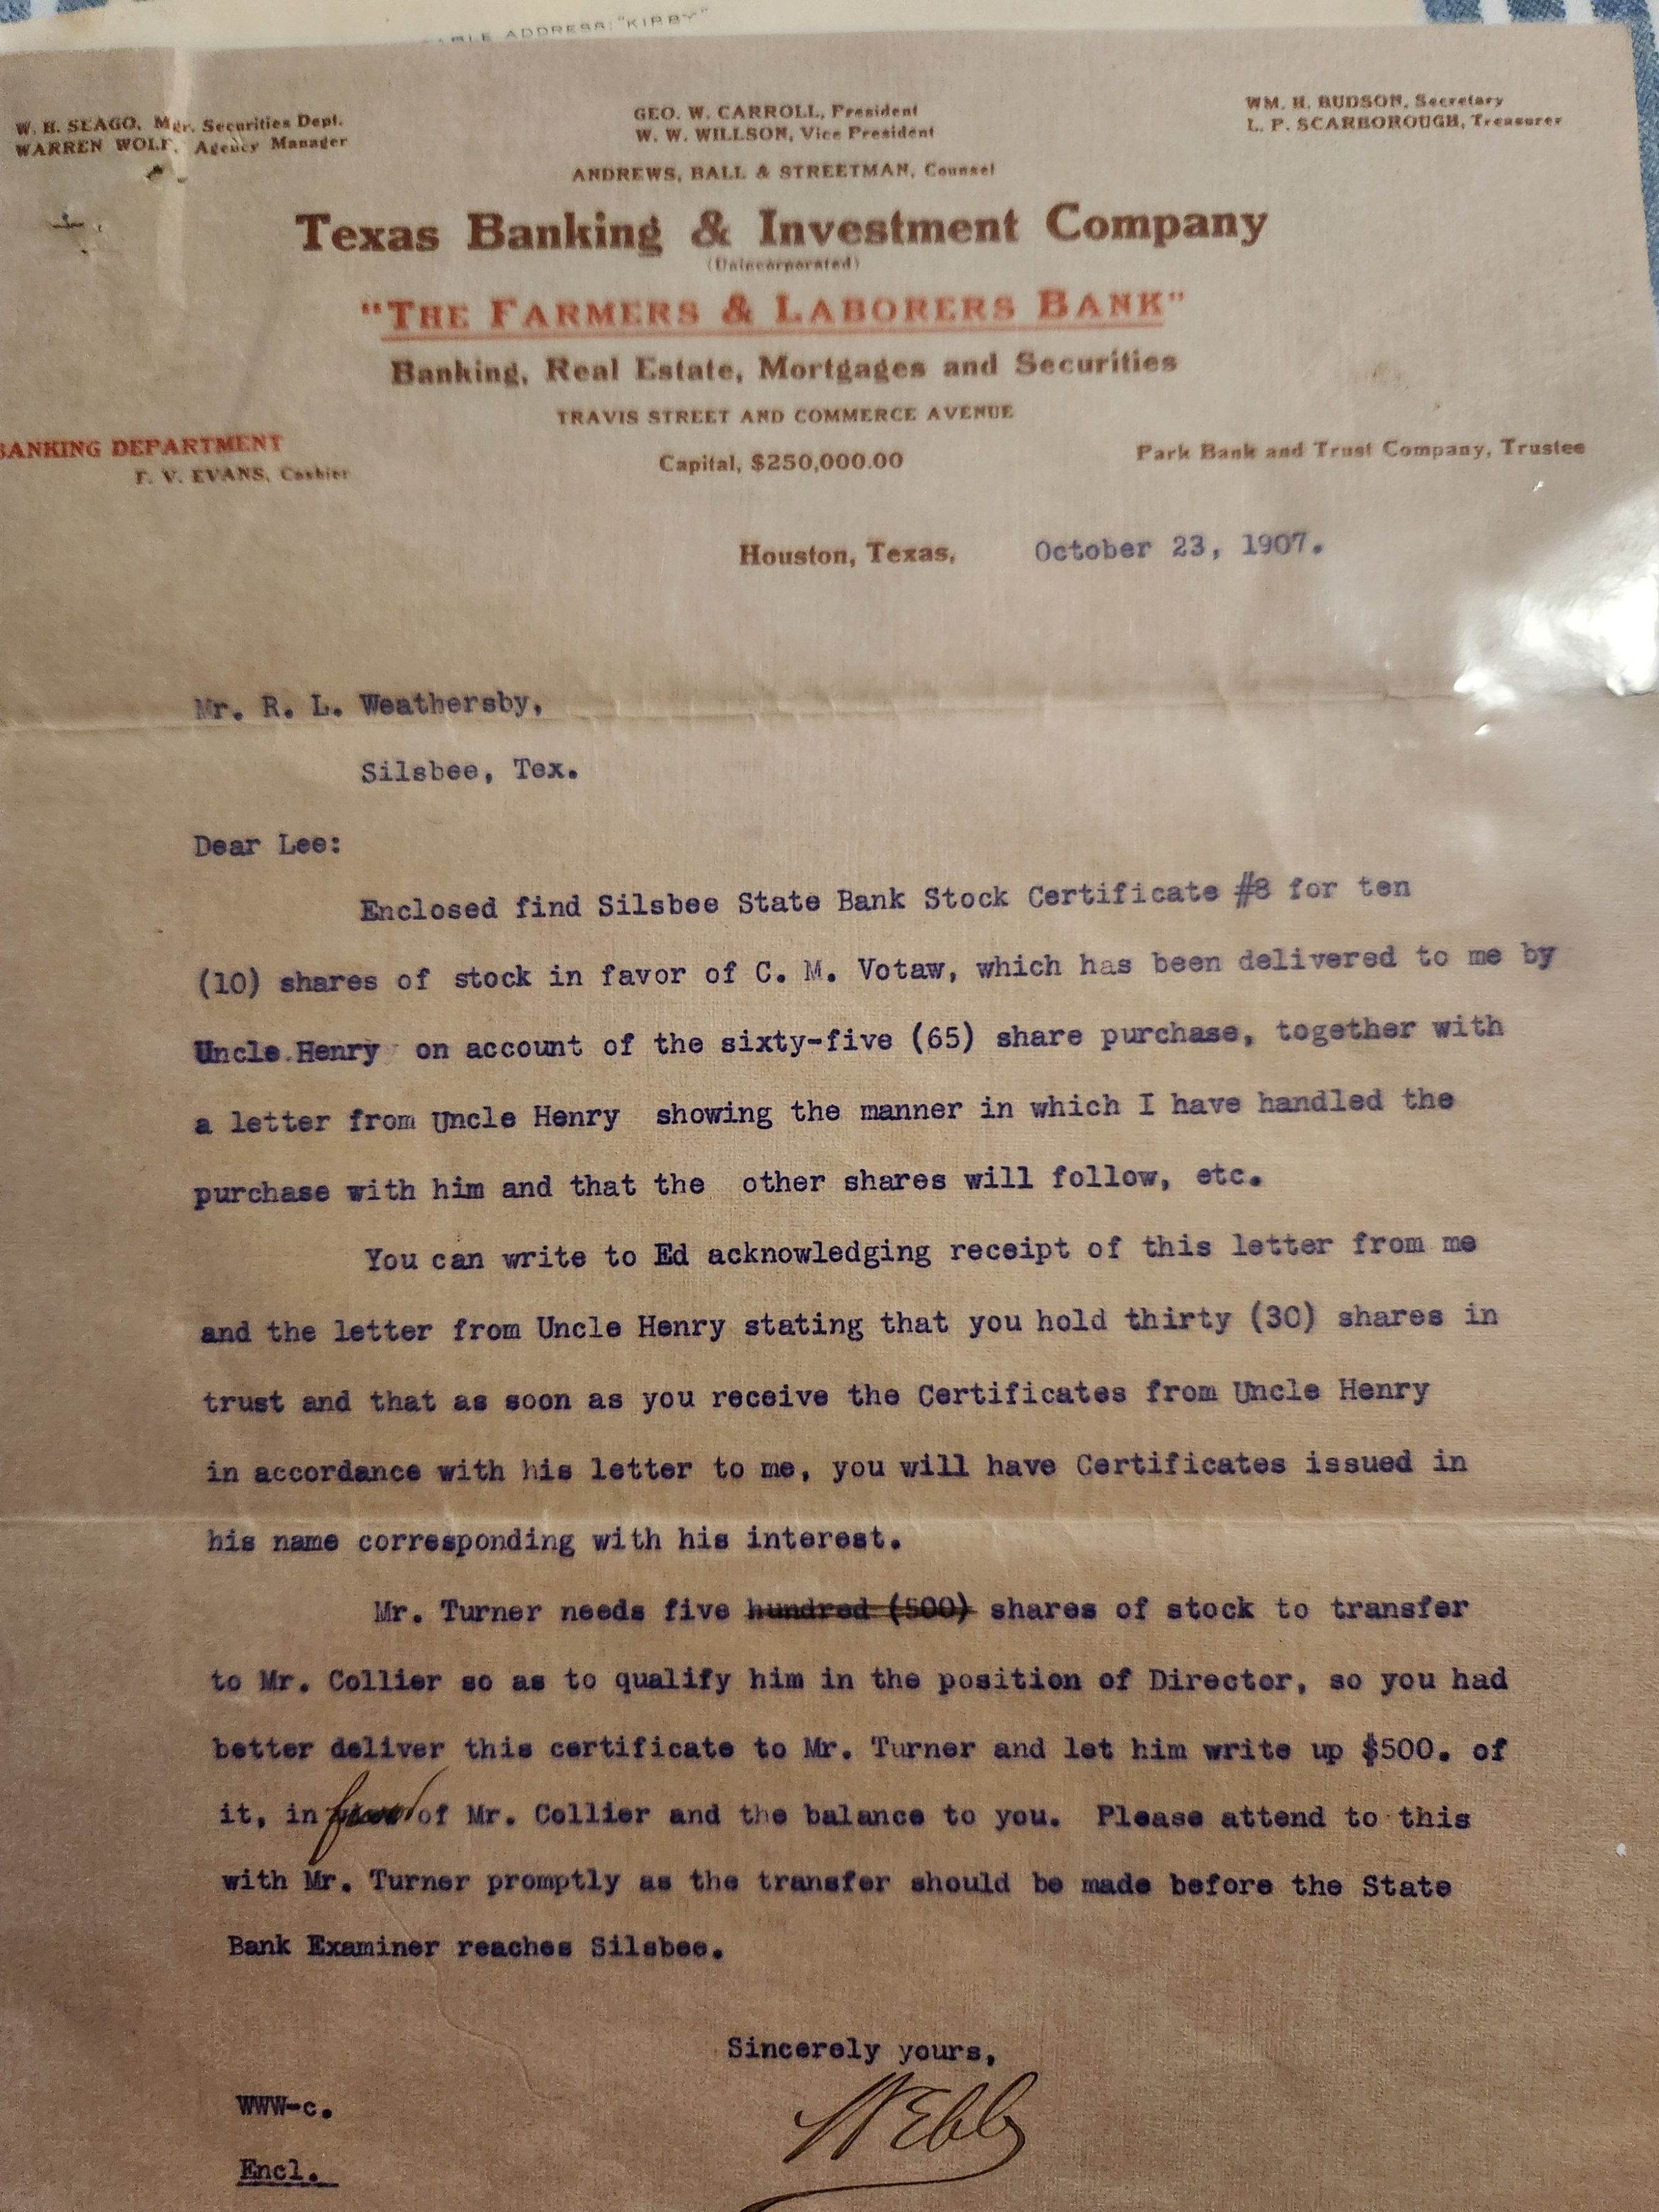 ADDRESS: "KIRBY"
W. H. SEAGO, Mgr. Securities Dept.
WARREN WOLF, Agency Manager
GEO. W. CARROLL, President
W. W. WILLSON, Vice President
WM. H. HUDSON, Secretary
L. P. SCARBOROUGH, Treasurer
ANDREWS, BALL & STREETMAN, Counsel
Texas Banking & Investment Company
(Unincorporated)
"THE FARMERS & LABORERS BANK"
Banking, Real Estate, Mortgages and Securities
TRAVIS STREET AND COMMERCE AVENUE
BANKING DEPARTMENT
F. V. EVANS, Cashier
Capital, $250,000.00
Park Bank and Trust Company, Trustee
Houston, Texas, October 23, 1907.
Mr. R. L. Weathersby,
Silsbee, Tex.
Dear Lee:
Enclosed find Silsbee State Bank Stock Certificate #8 for ten
(10) shares of stock in favor of C. M. Votaw, which has been delivered to me by
Uncle Henry on account of the sixty-five (65) share purchase, together with
a letter from Uncle Henry showing the manner in which I have handled the
purchase with him and that the other shares will follow, etc.
You can write to Ed acknowledging receipt of this letter from me
and the letter from Uncle Henry stating that you hold thirty (30) shares in
trust and that as soon as you receive the Certificates from Uncle Henry
in accordance with his letter to me, you will have Certificates issued in
his name corresponding with his interest.
Mr. Turner needs five hundred (500) shares of stock to transfer
to Mr. Collier so as to qualify him in the position of Director, so you had
better deliver this certificate to Mr. Turner and let him write up $500. of
it, in favor of Mr. Collier and the balance to you. Please attend to this
with Mr. Turner promptly as the transfer should be made before the State
Bank Examiner reaches Silsbee.
Sincerely yours,
WWW-c.
Webb
Encl.